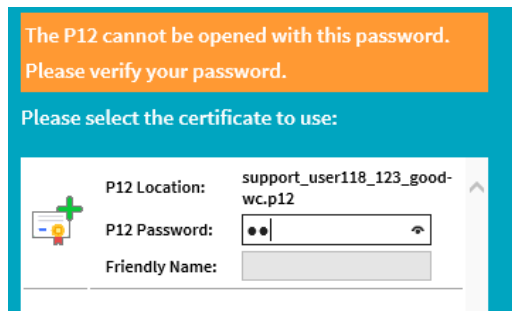 The P12 cannot be opened with this password.
Please verify your password.
Please select the certificate to use:
P12 Location: support_user118_123_good-
wc.p12
P12 Password: ●●
Friendly Name: